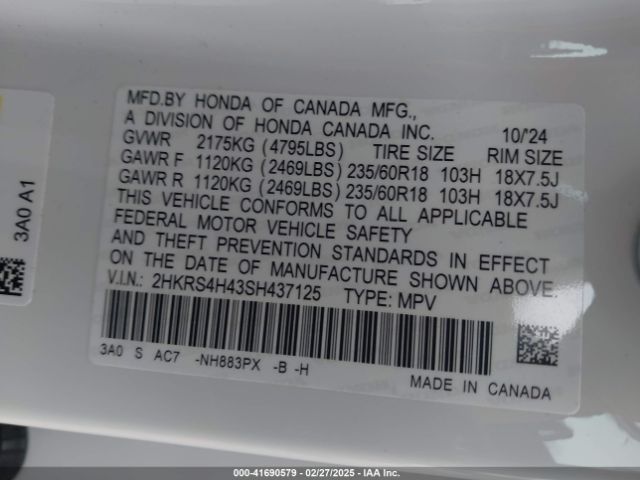 MFD.BY HONDA OF CANADA MFG.,
A DIVISION OF HONDA CANADA INC. 10/'24
GVWR 2175KG (4795LBS) TIRE SIZE RIM SIZE
GAWR F 1120KG (2469LBS) 235/60R18 103H 18X7.5J
GAWR R 1120KG (2469LBS) 235/60R18 103H 18X7.5J
THIS VEHICLE CONFORMS TO ALL APPLICABLE
FEDERAL MOTOR VEHICLE SAFETY
AND THEFT PREVENTION STANDARDS IN EFFECT
ON THE DATE OF MANUFACTURE SHOWN ABOVE.
V.I.N.: 2HKRS4H43SH437125 TYPE: MPV
3A0 S AC7 -NH883PX -B -H
MADE IN CANADA
3A0 A1
000-41690579 — 02/27/2025 — IAA Inc.